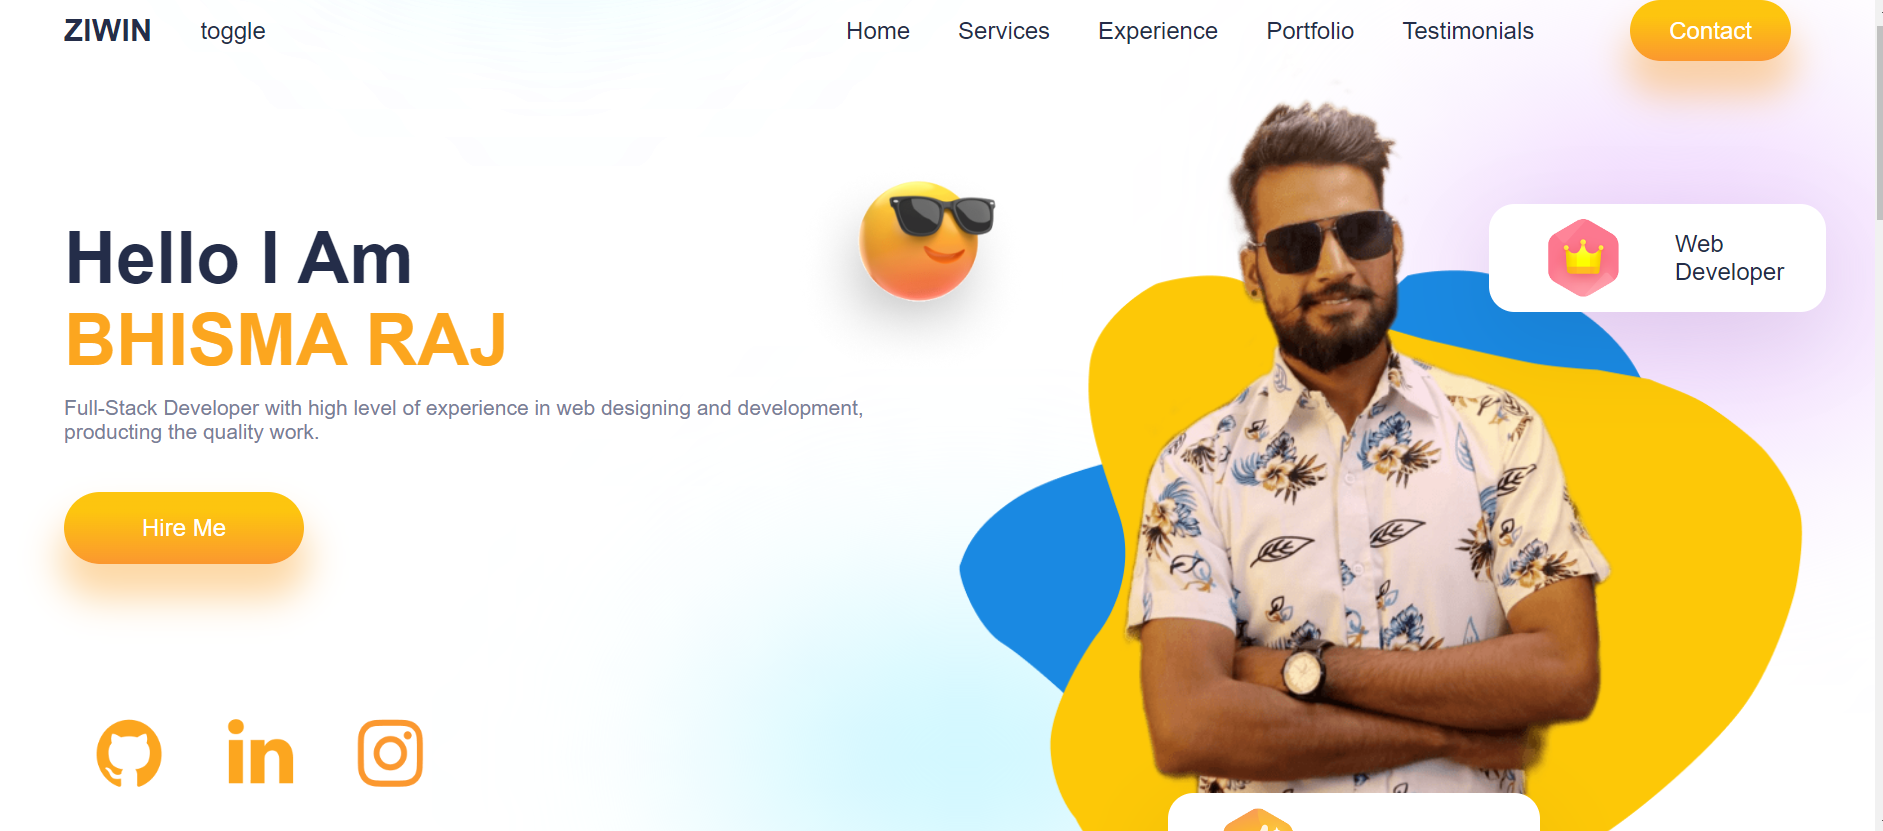 ZIWIN toggle Home Services Experience Portfolio Testimonials Contact
Hello I Am
BHISMA RAJ
Full-Stack Developer with high level of experience in web designing and development,
producting the quality work.
Hire Me
in
Web
Developer